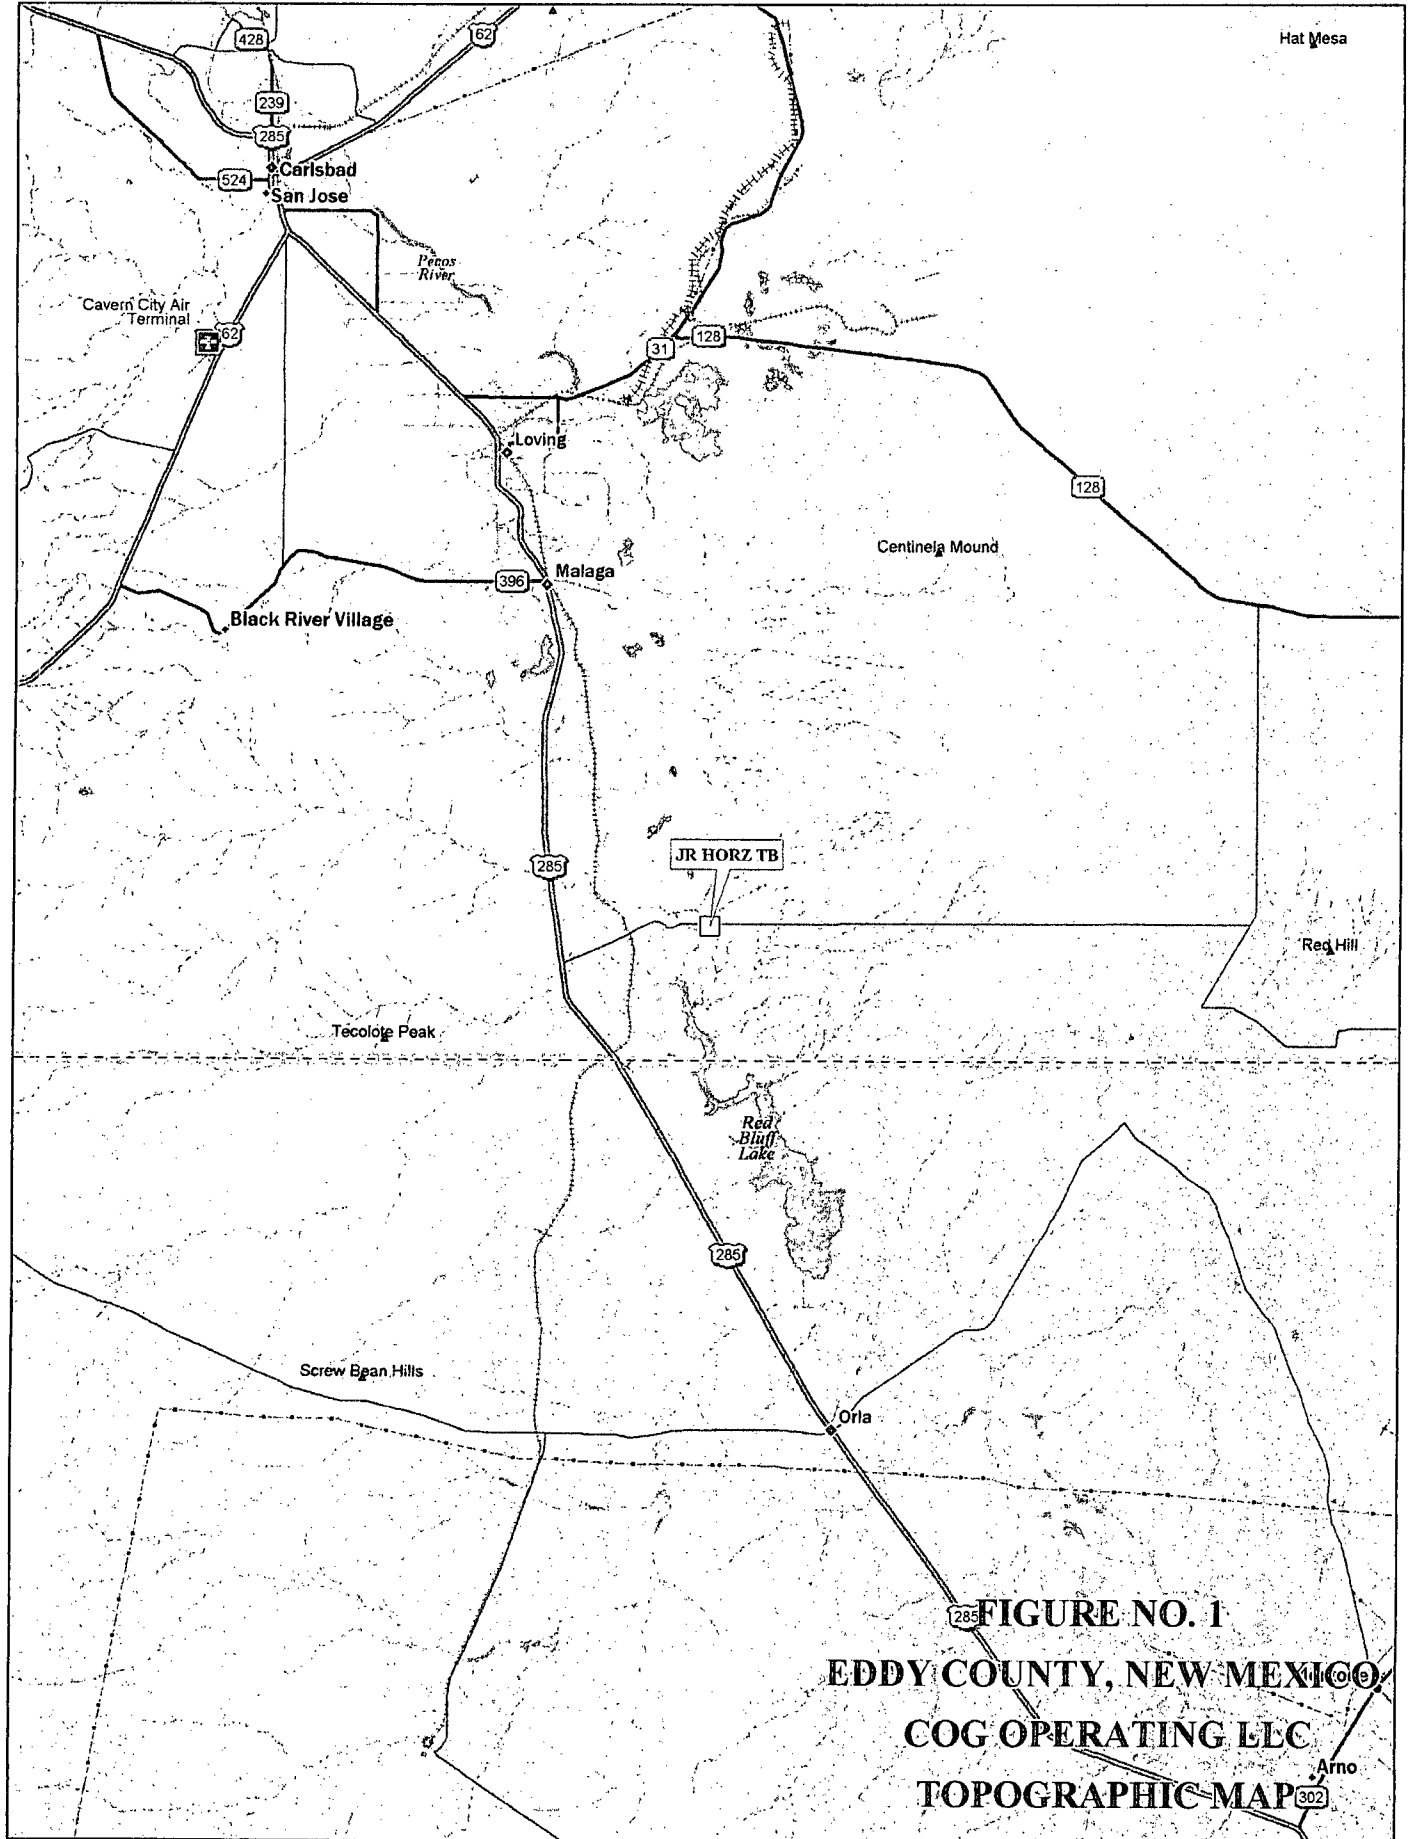 428
62
Hat Mesa
239
285
Carlsbad
524
San Jose
Pecos
River
Cavern City Air
Terminal
62
31
128
Loving
128
Centinela Mound
396
Malaga
Black River Village
285
JR HORZ TB
Red Hill
Tecolote Peak
Red
Bluff
Lake
285
Screw Bean Hills
Orla
285
FIGURE NO. 1
EDDY COUNTY, NEW MEXICO
COG OPERATING LLC
Arno
TOPOGRAPHIC MAP
302